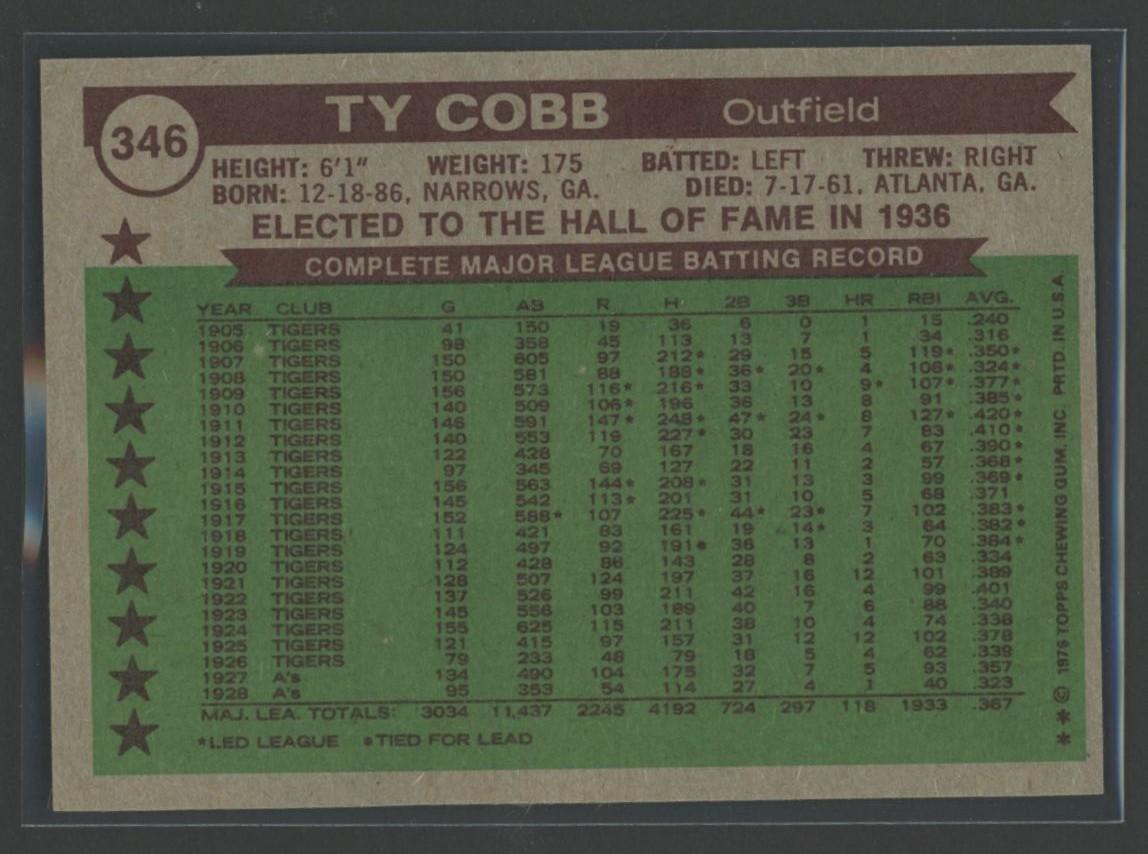 346 TY COBB Outfield
HEIGHT: 6'1" WEIGHT: 175 BATTED: LEFT THREW: RIGHT
BORN: 12-18-86, NARROWS, GA. DIED: 7-17-61, ATLANTA, GA.
ELECTED TO THE HALL OF FAME IN 1936
COMPLETE MAJOR LEAGUE BATTING RECORD
YEAR CLUB G AB R H 2B 3B HR RBI AVG.
1905 TIGERS 41 150 19 36 6 0 1 15 .240
1906 TIGERS 98 358 45 113 13 7 1 34 .316
1907 TIGERS 150 605 97 212* 29 15 5 119* .350*
1908 TIGERS 150 581 88 188* 36* 20* 4 108* .324*
1909 TIGERS 156 573 116* 216* 33 10 9* 107* .377*
1910 TIGERS 140 509 106* 196 36 13 8 91 .385*
1911 TIGERS 146 591 147* 248* 47* 24* 8 127* .420*
1912 TIGERS 140 553 119 227* 30 23 7 83 .410*
1913 TIGERS 122 428 70 167 18 16 4 67 .390*
1914 TIGERS 97 345 69 127 22 11 2 57 .368*
1915 TIGERS 156 563 144* 208* 31 13 3 99 .369*
1916 TIGERS 145 542 113* 201 31 10 5 68 .371
1917 TIGERS 152 588* 107 225* 44* 23* 7 102 .383*
1918 TIGERS 111 421 83 161 19 14* 3 64 .382*
1919 TIGERS 124 497 92 191• 36 13 1 70 .384*
1920 TIGERS 112 428 86 143 28 8 2 63 .334
1921 TIGERS 128 507 124 197 37 16 12 101 .389
1922 TIGERS 137 526 99 211 42 16 4 99 .401
1923 TIGERS 145 556 103 189 40 7 6 88 .340
1924 TIGERS 155 625 115 211 38 10 4 74 .338
1925 TIGERS 121 415 97 157 31 12 12 102 .378
1926 TIGERS 79 233 48 79 18 5 4 62 .339
1927 A's 134 490 104 175 32 7 5 93 .357
1928 A's 95 353 54 114 27 4 1 40 .323
MAJ. LEA. TOTALS: 3034 11,437 2245 4192 724 297 118 1933 .367
*LED LEAGUE •TIED FOR LEAD
** © 1976 TOPPS CHEWING GUM, INC. PRTD. IN U.S.A.